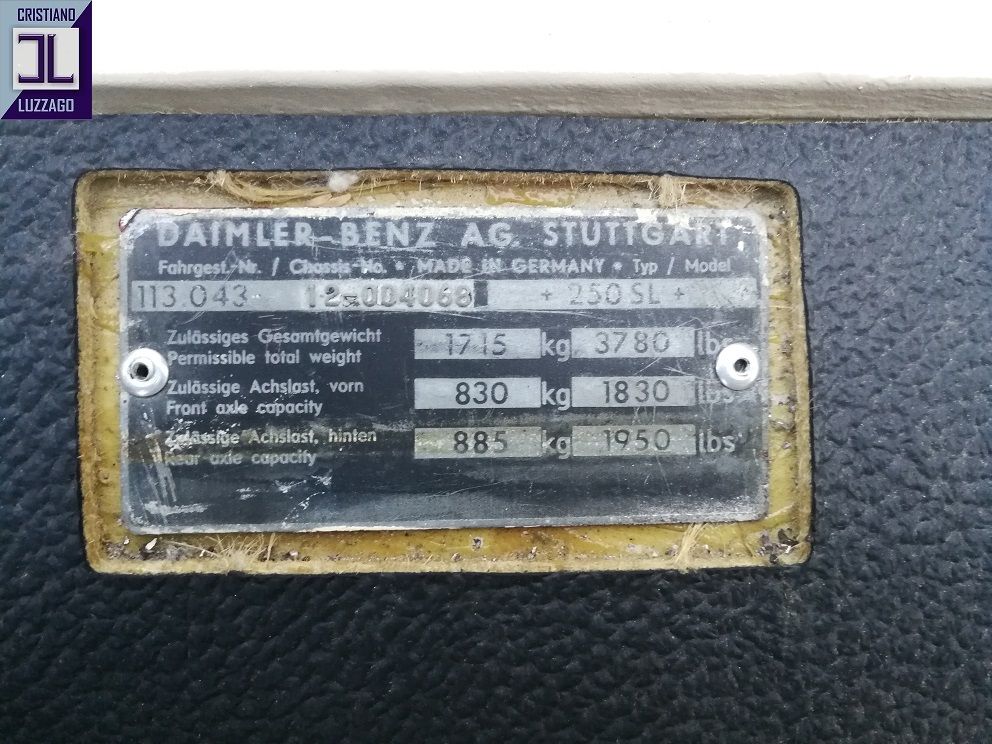 CRISTIANO
LUZZAGO
DAIMLER-BENZ AG. STUTTGART
Fahrgest.-Nr. / Chassis-No. • MADE IN GERMANY • Typ / Model
113.043 + 250 SL +
Zulässiges Gesamtgewicht
Permissible total weight 1715 kg 3780 lbs
Zulässige Achslast, vorn
Front axle capacity 830 kg 1830 lbs
Zulässige Achslast, hinten
Rear axle capacity 885 kg 1950 lbs